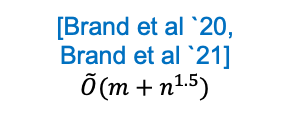 [Brand et al `20,
Brand et al `21]
Õ(m + n^1.5)